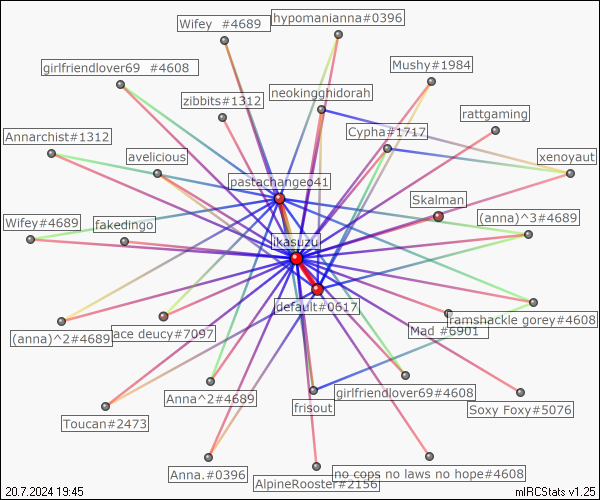 Wifey #4689
hypomanianna#0396
girlfriendlover69 #4608
Mushy#1984
zibbits#1312
neokingghidorah
rattgaming
Annarchist#1312
Cypha#1717
avelicious
xenoyaut
pastachangeo41
Skalman
Wifey#4689
fakedingo
(anna)^3#4689
ikasuzu
default#0617
ramshackle gorey#4608
(anna)^2#4689
ace deucy#7097
Mad #6901
Anna^2#4689
girlfriendlover69#4608
frisout
Soxy Foxy#5076
Toucan#2473
Anna.#0396
no cops no laws no hope#4608
AlpineRooster#2156
20.7.2024 19:45
mIRCStats v1.25